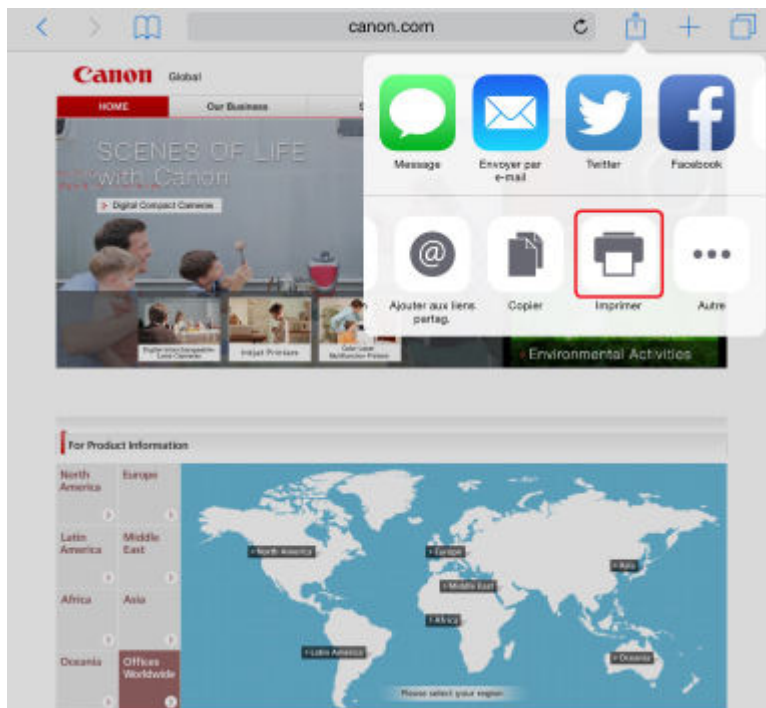 canon.com
Canon Global
HOME
Our Business
SCENES OF LIFE
with Canon
Digital Compact Cameras
Message
Envoyer par
e-mail
Twitter
Facebook
Ajouter aux liens
partag.
Copier
Imprimer
Autre
Inkjet Printers
Environmental Activities
For Product Information
North
America
Europe
Latin
America
Middle
East
Africa
Asia
Oceania
Offices
Worldwide
North America
Europe
Asia
Middle East
Africa
Latin America
Oceania
Please select your region